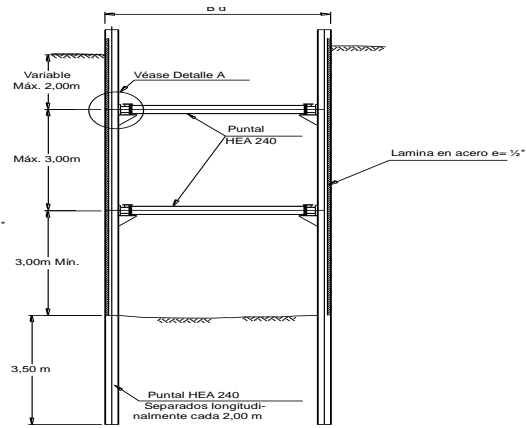 B d
Variable
Máx. 2,00m
Véase Detalle A
Puntal
HEA 240
Máx. 3,00m
Lamina en acero e= ½"
"
3,00m Mín.
3,50 m
Puntal HEA 240
Separados longitudi-
nalmente cada 2,00 m